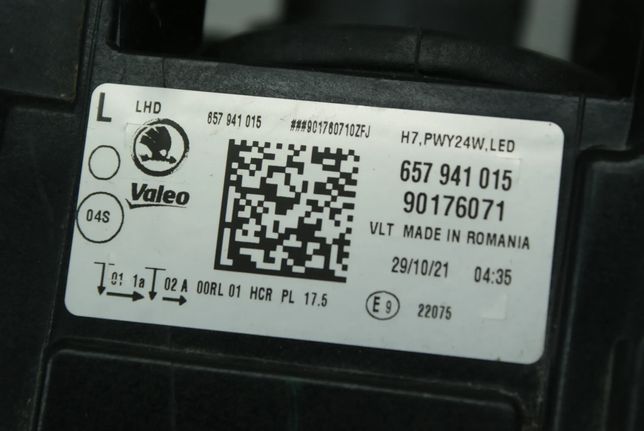 L LHD 657 941 015 ###901760710ZFJ H7,PWY24W,LED
657 941 015
Valeo 90176071
04S VLT MADE IN ROMANIA
29/10/21 04:35
01 1a 02 A 00RL 01 HCR PL 17.5 E9 22075